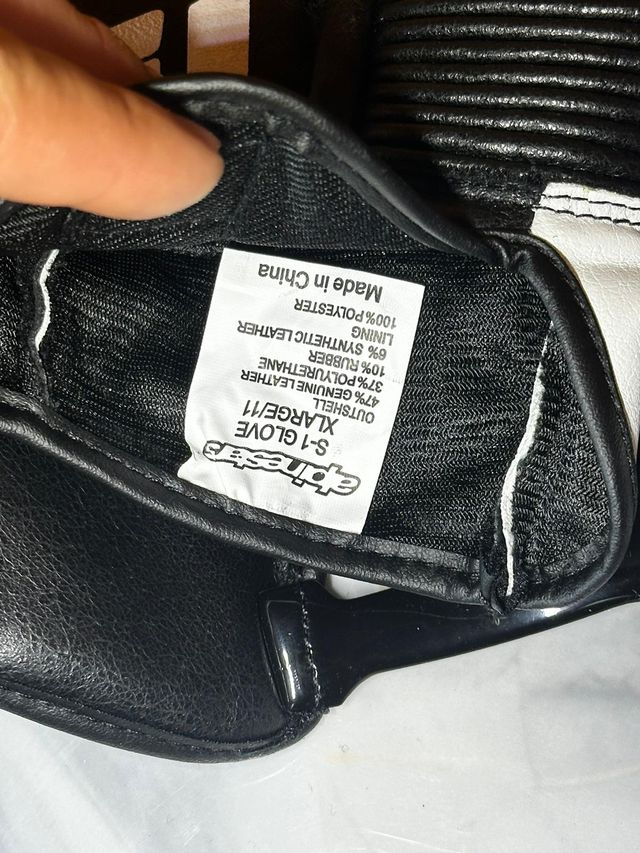 alpinestars
S-1 GLOVE
XLARGE/11
OUTSHELL
47% GENUINE LEATHER
37% POLYURETHANE
10% RUBBER
6% SYNTHETIC LEATHER
LINING
100% POLYESTER
Made in China